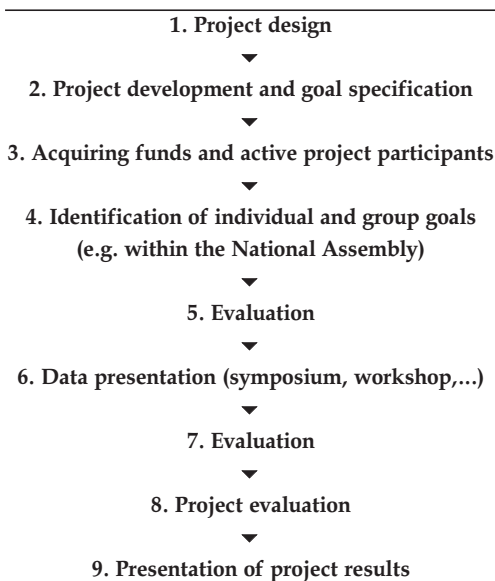 1. Project design
2. Project development and goal specification
3. Acquiring funds and active project participants
4. Identification of individual and group goals
(e.g. within the National Assembly)
5. Evaluation
6. Data presentation (symposium, workshop,...)
7. Evaluation
8. Project evaluation
9. Presentation of project results